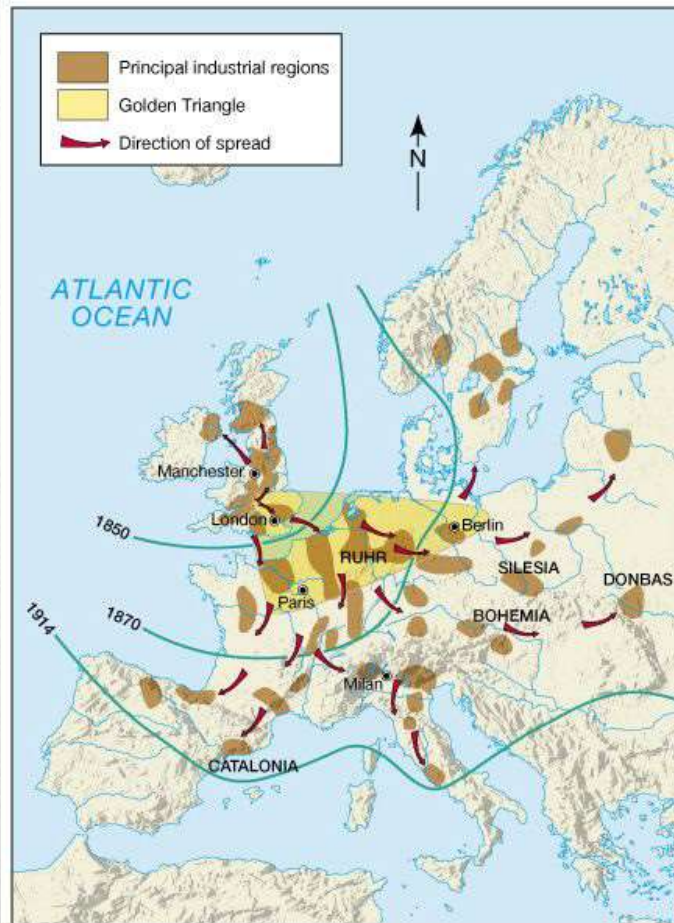 Principal industrial regions
Golden Triangle
Direction of spread
N
ATLANTIC
OCEAN
Manchester
1850
London
Berlin
RUHR
SILESIA
DONBAS
Paris
1870
BOHEMIA
1914
Milan
CATALONIA